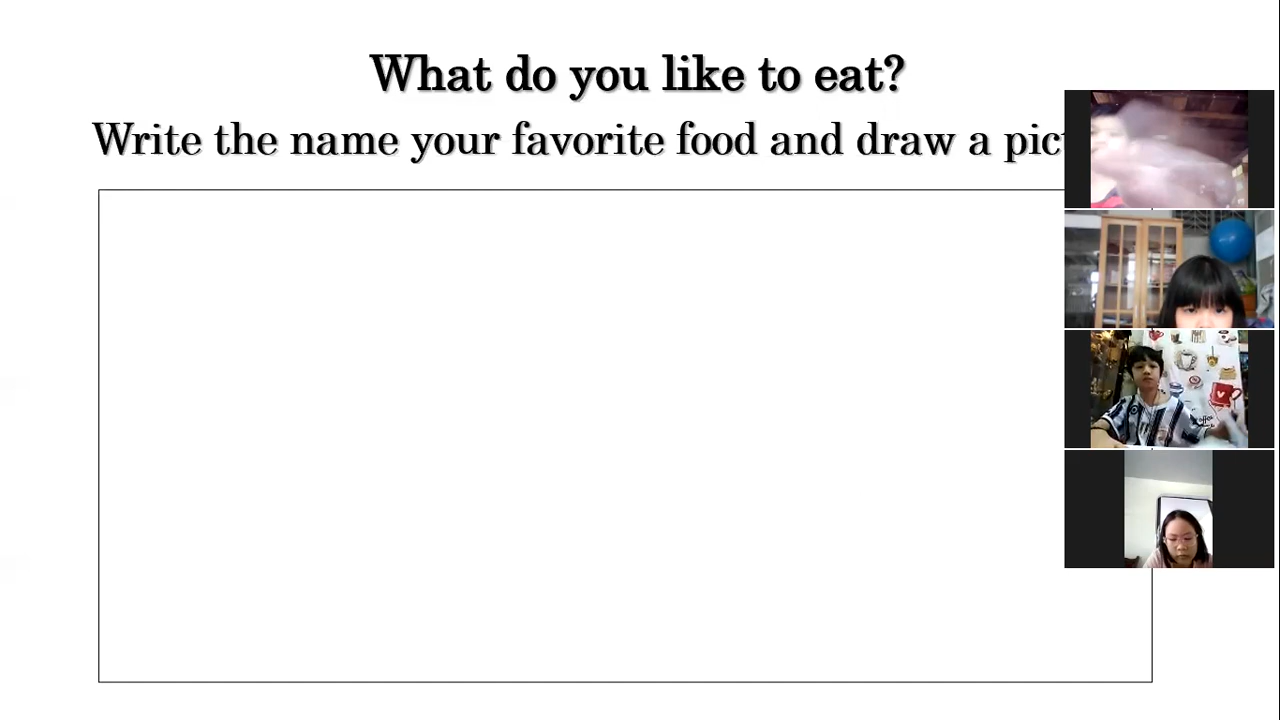 What do you like to eat?
Write the name your favorite food and draw a pic